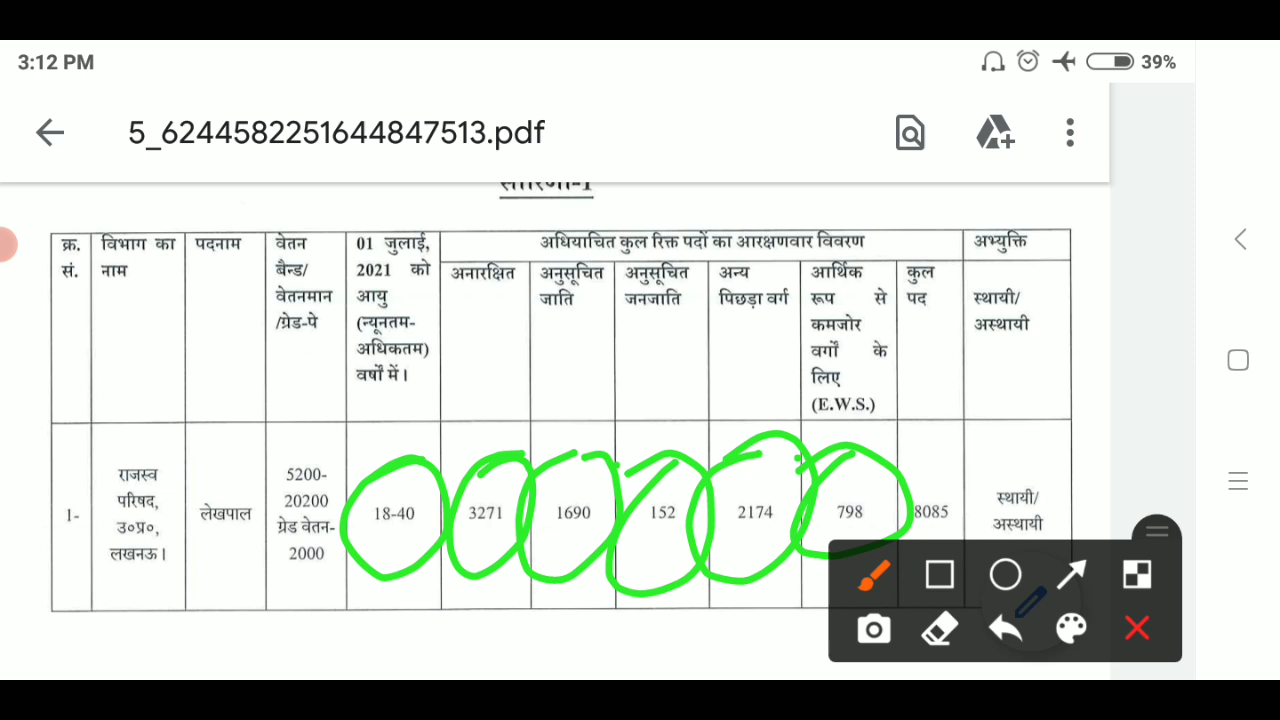 3:12 PM
39%
5_6244582251644847513.pdf
सारिणी-1
क्र. सं.
विभाग का नाम
पदनाम
वेतन बैन्ड/ वेतनमान /ग्रेड-पे
01 जुलाई, 2021 को आयु (न्यूनतम-अधिकतम) वर्षों में।
अधियाचित कुल रिक्त पदों का आरक्षणवार विवरण
अभ्युक्ति
अनारक्षित
अनुसूचित जाति
अनुसूचित जनजाति
अन्य पिछड़ा वर्ग
आर्थिक रूप से कमजोर वर्गों के लिए (E.W.S.)
कुल पद
स्थायी/ अस्थायी
1-
राजस्व परिषद, उ०प्र०, लखनऊ।
लेखपाल
5200-20200 ग्रेड वेतन-2000
18-40
3271
1690
152
2174
798
8085
स्थायी/ अस्थायी